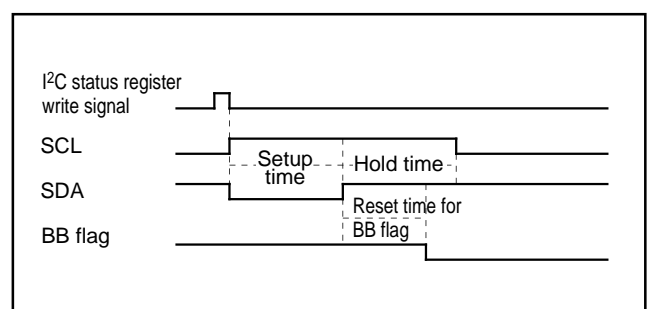 I²C status register
write signal
SCL
Setup
time
Hold time
SDA
Reset time for
BB flag
BB flag